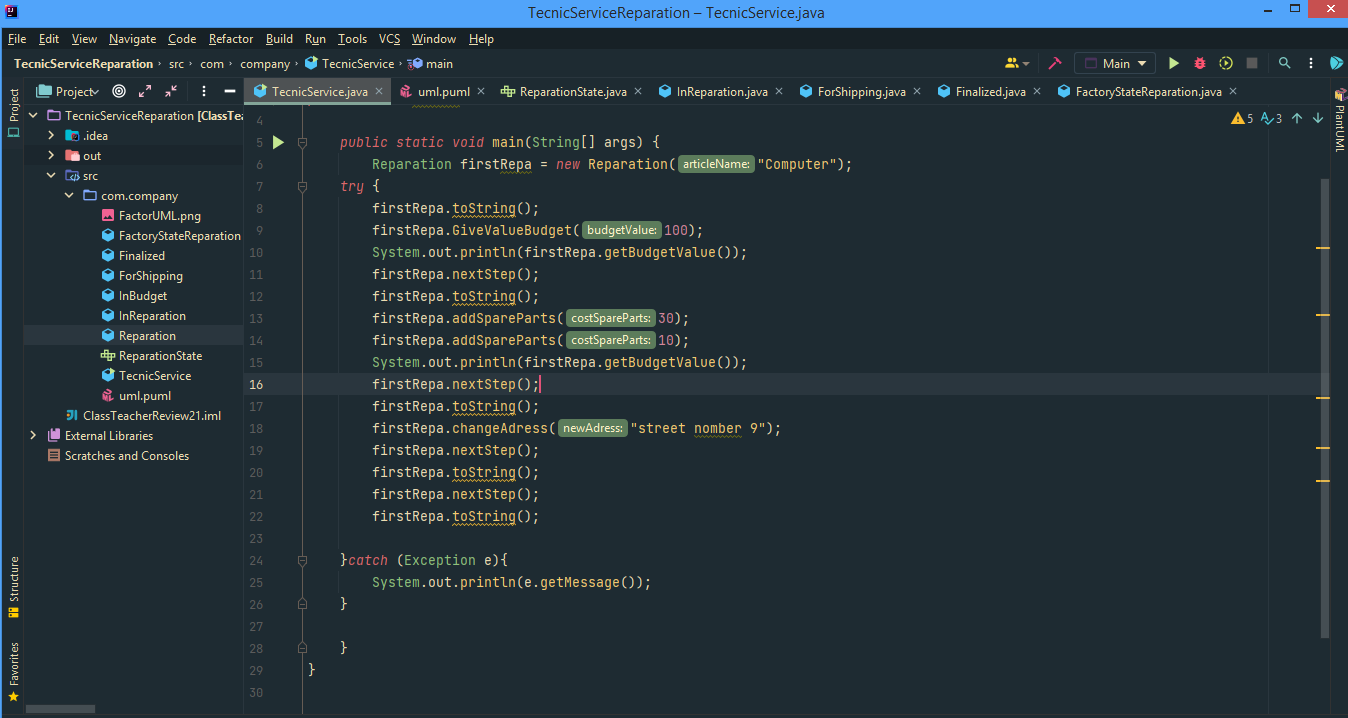 TecnicServiceReparation – TecnicService.java
File Edit View Navigate Code Refactor Build Run Tools VCS Window Help
TecnicServiceReparation › src › com › company › TecnicService › main
Main
Project
TecnicService.java uml.puml ReparationState.java InReparation.java ForShipping.java Finalized.java FactoryStateReparation.java
Project
Structure
Favorites
PlantUML
TecnicServiceReparation [ClassTea
.idea
out
src
com.company
FactorUML.png
FactoryStateReparation
Finalized
ForShipping
InBudget
InReparation
Reparation
ReparationState
TecnicService
uml.puml
ClassTeacherReview21.iml
External Libraries
Scratches and Consoles
5 3
4
5 public static void main(String[] args) {
6 Reparation firstRepa = new Reparation( articleName: "Computer");
7 try {
8 firstRepa.toString();
9 firstRepa.GiveValueBudget( budgetValue: 100);
10 System.out.println(firstRepa.getBudgetValue());
11 firstRepa.nextStep();
12 firstRepa.toString();
13 firstRepa.addSpareParts( costSpareParts: 30);
14 firstRepa.addSpareParts( costSpareParts: 10);
15 System.out.println(firstRepa.getBudgetValue());
16 firstRepa.nextStep();
17 firstRepa.toString();
18 firstRepa.changeAdress( newAdress: "street nomber 9");
19 firstRepa.nextStep();
20 firstRepa.toString();
21 firstRepa.nextStep();
22 firstRepa.toString();
23
24 }catch (Exception e){
25 System.out.println(e.getMessage());
26 }
27
28 }
29 }
30